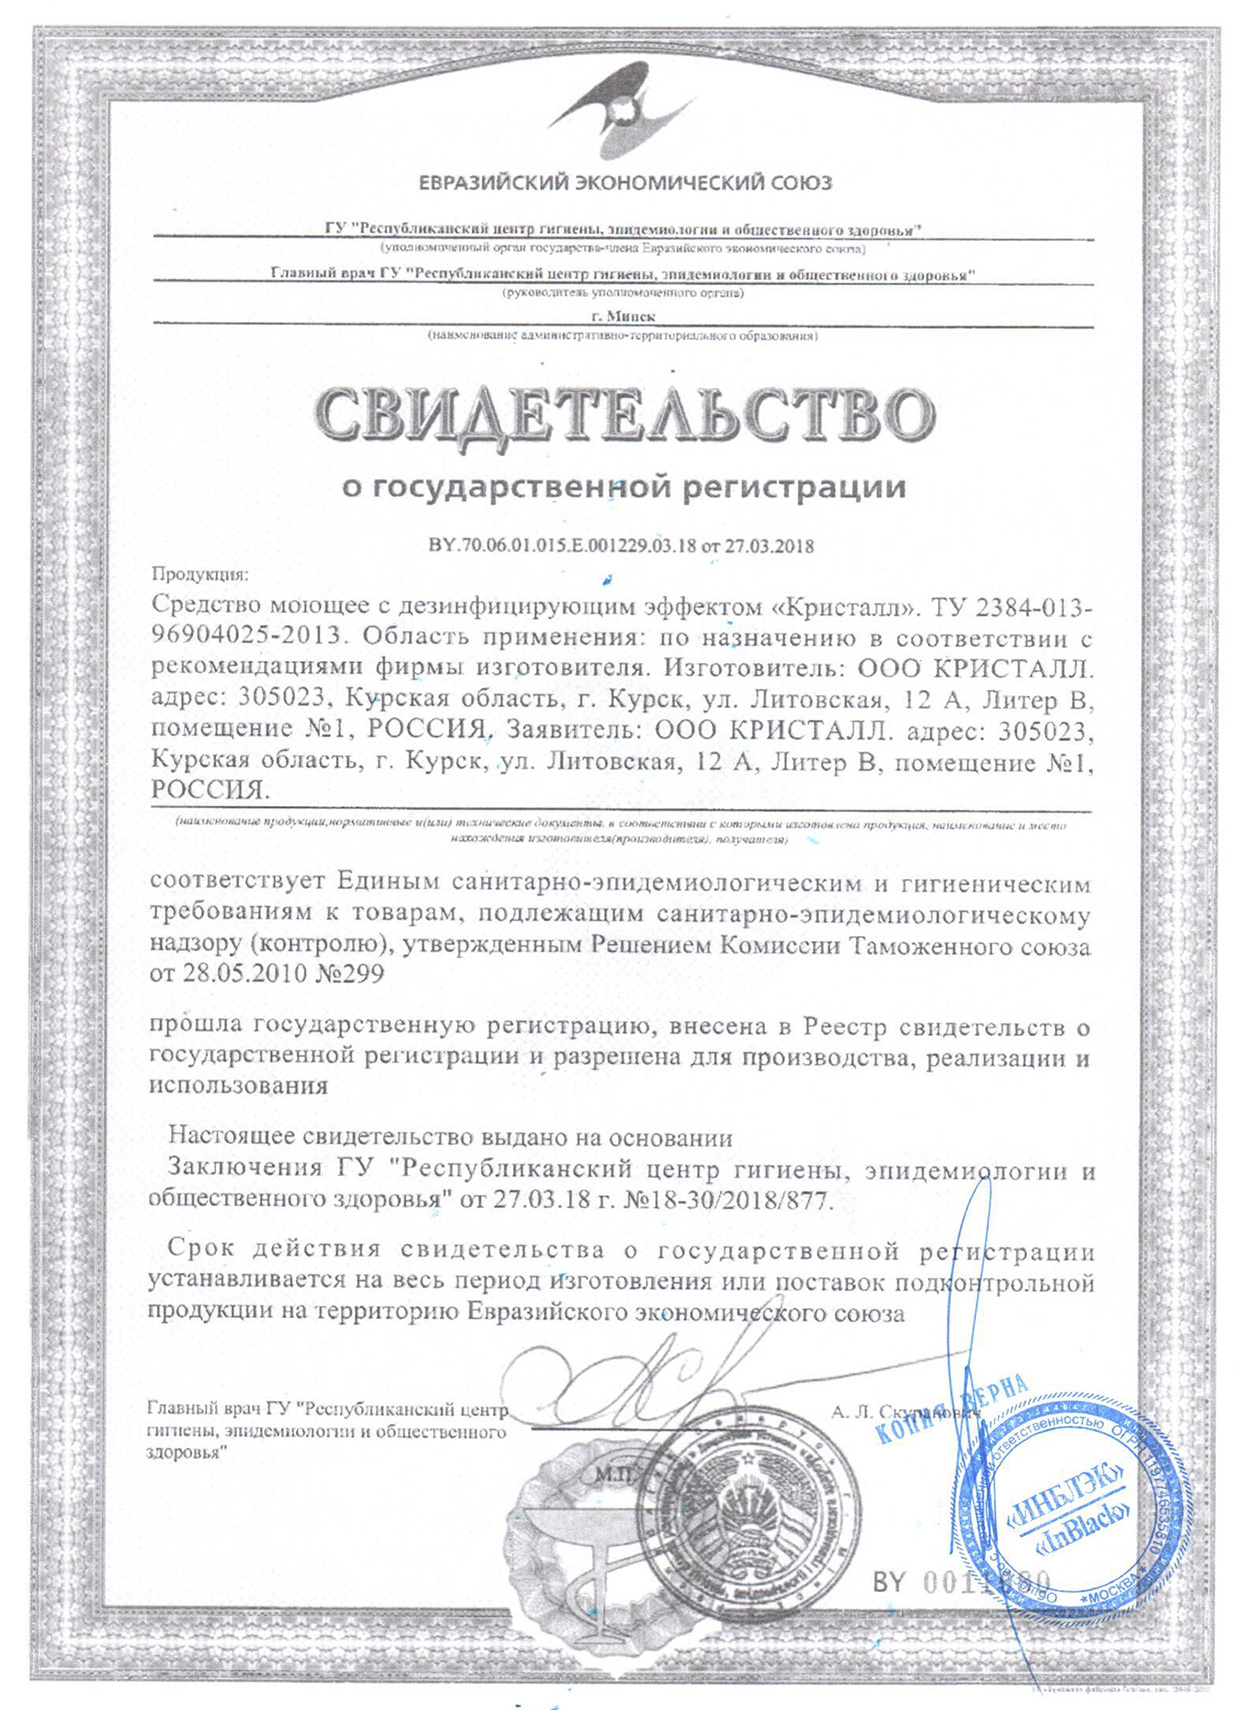 ЕВРАЗИЙСКИЙ ЭКОНОМИЧЕСКИЙ СОЮЗ
ГУ "Республиканский центр гигиены, эпидемиологии и общественного здоровья"
(уполномоченный орган государства-члена Евразийского экономического союза)
Главный врач ГУ "Республиканский центр гигиены, эпидемиологии и общественного здоровья"
(руководитель уполномоченного органа)
г. Минск
(наименование административно-территориального образования)
СВИДЕТЕЛЬСТВО
о государственной регистрации
BY.70.06.01.015.Е.001229.03.18 от 27.03.2018
Продукция:
Средство моющее с дезинфицирующим эффектом «Кристалл». ТУ 2384-013-
96904025-2013. Область применения: по назначению в соответствии с
рекомендациями фирмы изготовителя. Изготовитель: ООО КРИСТАЛЛ.
адрес: 305023, Курская область, г. Курск, ул. Литовская, 12 А, Литер В,
помещение №1, РОССИЯ. Заявитель: ООО КРИСТАЛЛ. адрес: 305023,
Курская область, г. Курск, ул. Литовская, 12 А, Литер В, помещение №1,
РОССИЯ.
(наименование продукции,нормативные и(или) технические документы, в соответствии с которыми изготовлена продукция, наименование и место
нахождения изготовителя(производителя), получателя)
соответствует Единым санитарно-эпидемиологическим и гигиеническим
требованиям к товарам, подлежащим санитарно-эпидемиологическому
надзору (контролю), утвержденным Решением Комиссии Таможенного союза
от 28.05.2010 №299
прошла государственную регистрацию, внесена в Реестр свидетельств о
государственной регистрации и разрешена для производства, реализации и
использования
Настоящее свидетельство выдано на основании
Заключения ГУ "Республиканский центр гигиены, эпидемиологии и
общественного здоровья" от 27.03.18 г. №18-30/2018/877.
Срок действия свидетельства о государственной регистрации
устанавливается на весь период изготовления или поставок подконтрольной
продукции на территорию Евразийского экономического союза
Главный врач ГУ "Республиканский центр
гигиены, эпидемиологии и общественного
здоровья"
А. Л. Скуранович
М.П.
КОПИЯ ВЕРНА
ответственностью ОГРН 1197746535810
«ИНБЛЭК»
«InBlack»
*МОСКВА*
BY